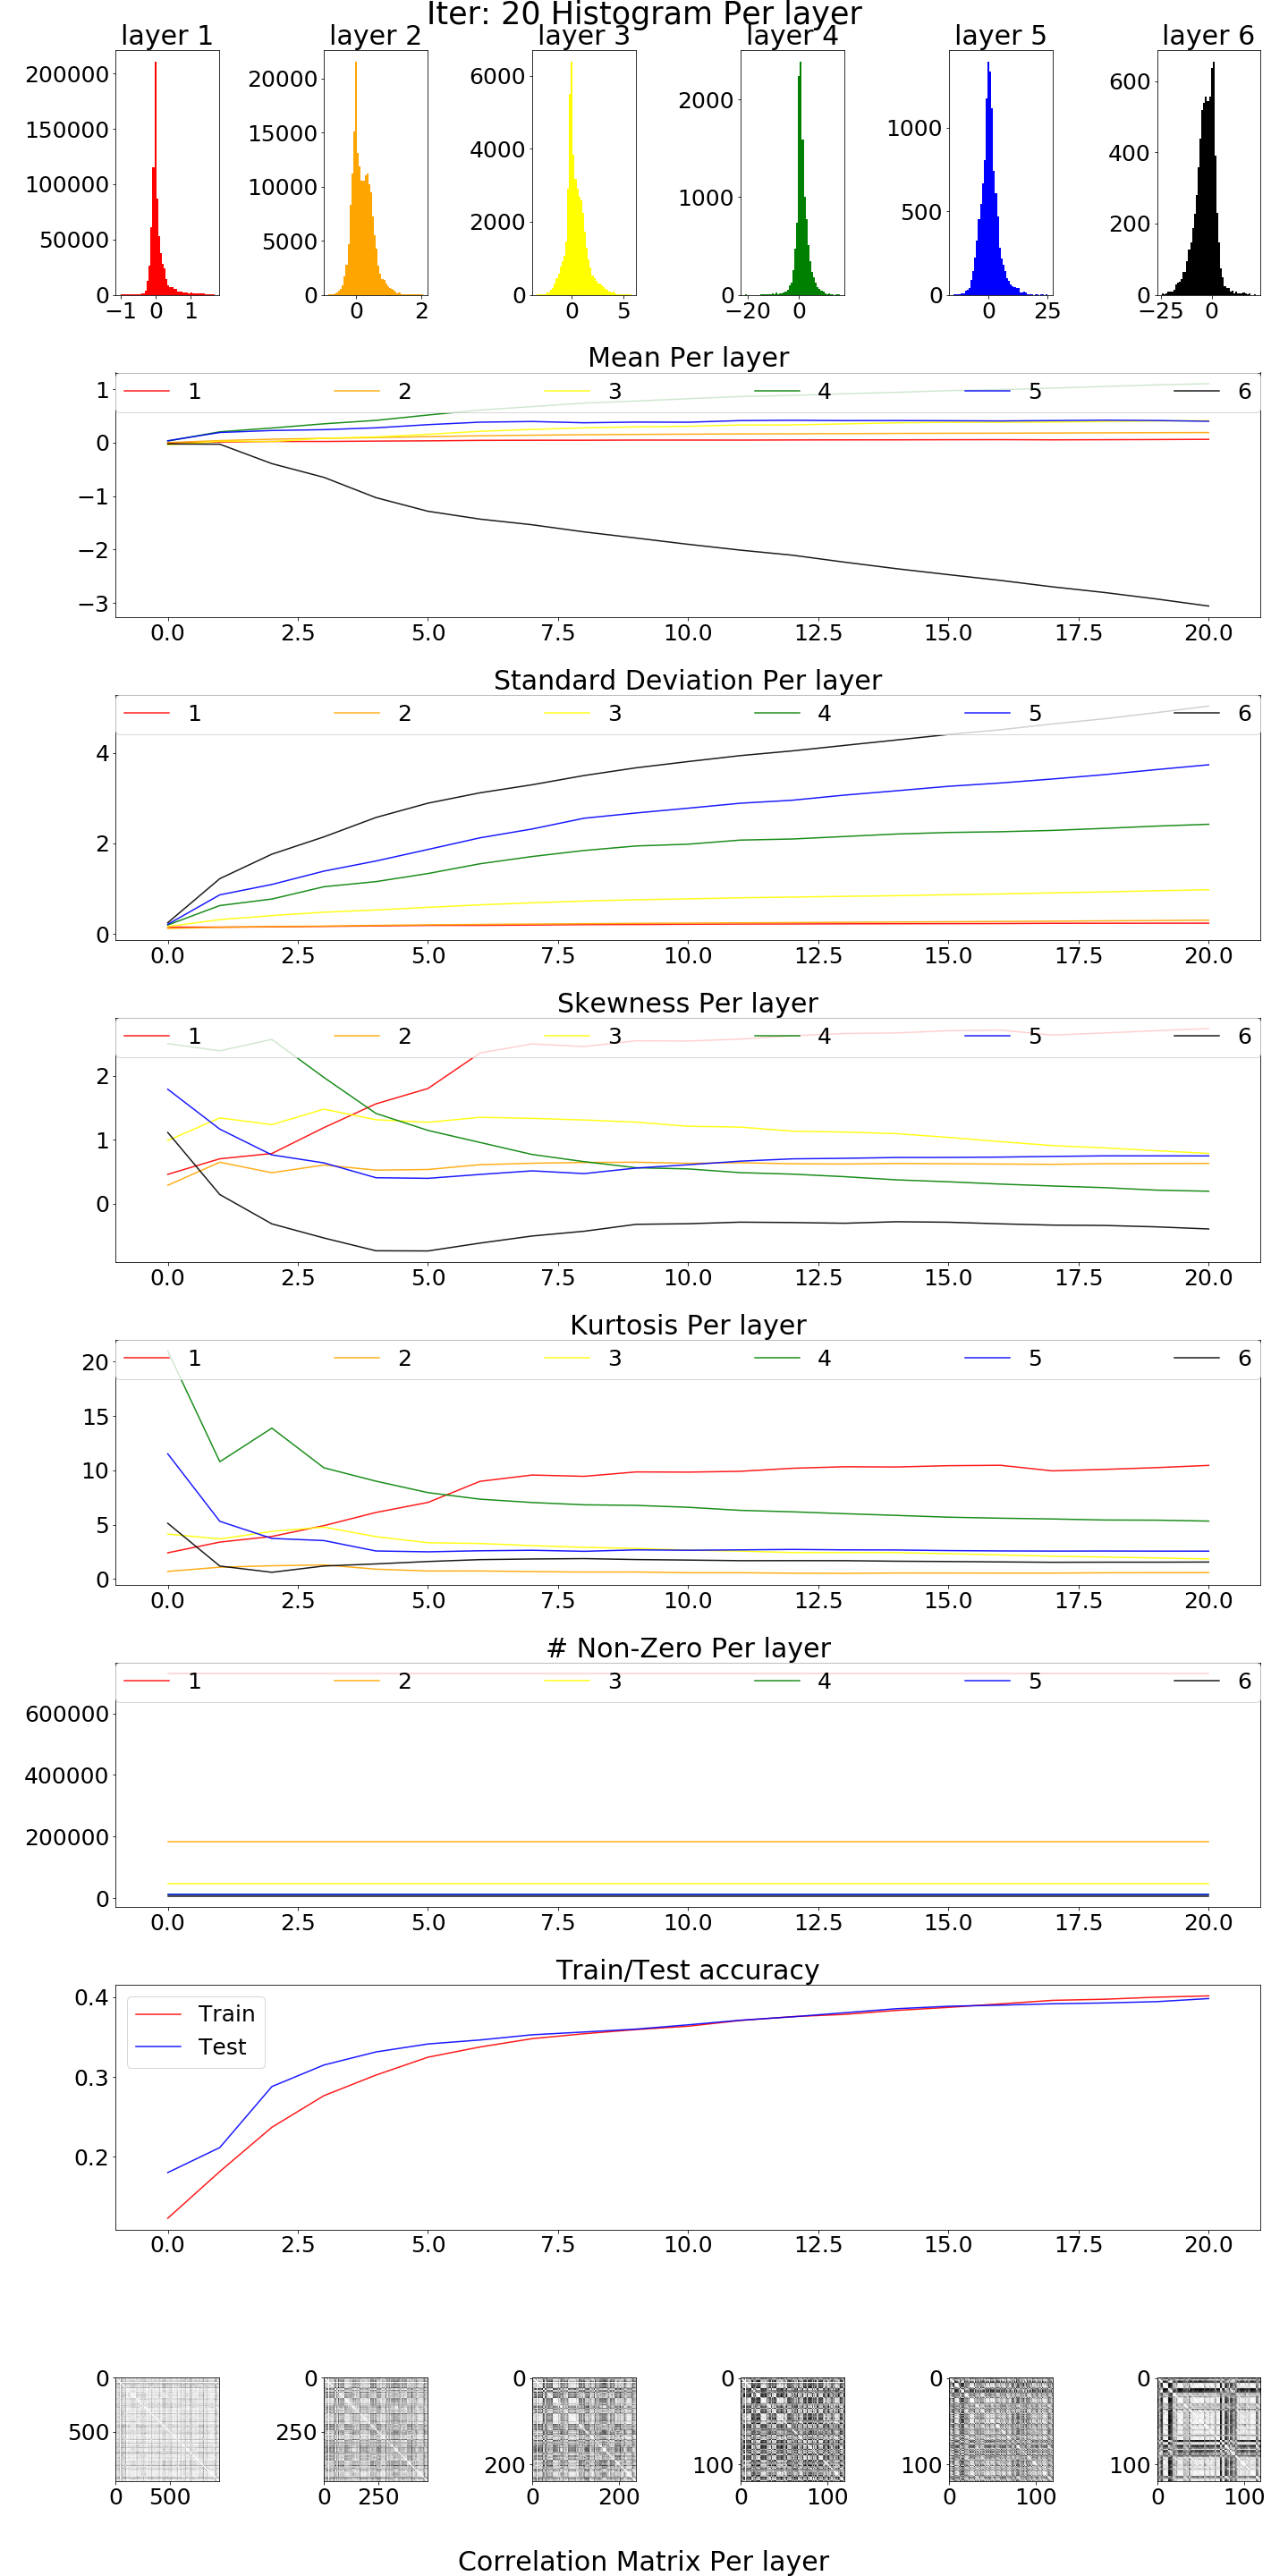 Iter: 20 Histogram Per layer
layer 1 layer 2 layer 3 layer 4 layer 5 layer 6
200000 150000 100000 50000 0
−1 0 1
20000 15000 10000 5000 0
0 2
6000 4000 2000 0
0 5
2000 1000 0
−20 0
1000 500 0
0 25
600 400 200 0
−25 0
Mean Per layer
1 2 3 4 5 6
1
0
−1
−2
−3
0.0 2.5 5.0 7.5 10.0 12.5 15.0 17.5 20.0
Standard Deviation Per layer
1 2 3 4 5 6
4
2
0
0.0 2.5 5.0 7.5 10.0 12.5 15.0 17.5 20.0
Skewness Per layer
1 2 3 4 5 6
2
1
0
0.0 2.5 5.0 7.5 10.0 12.5 15.0 17.5 20.0
Kurtosis Per layer
1 2 3 4 5 6
20
15
10
5
0
0.0 2.5 5.0 7.5 10.0 12.5 15.0 17.5 20.0
# Non-Zero Per layer
1 2 3 4 5 6
600000
400000
200000
0
0.0 2.5 5.0 7.5 10.0 12.5 15.0 17.5 20.0
Train/Test accuracy
Train
Test
0.4
0.3
0.2
0.0 2.5 5.0 7.5 10.0 12.5 15.0 17.5 20.0
0 0 0 0 0 0
500 250 200 100 100 100
0 500 0 250 0 200 0 100 0 100 0 100
Correlation Matrix Per layer